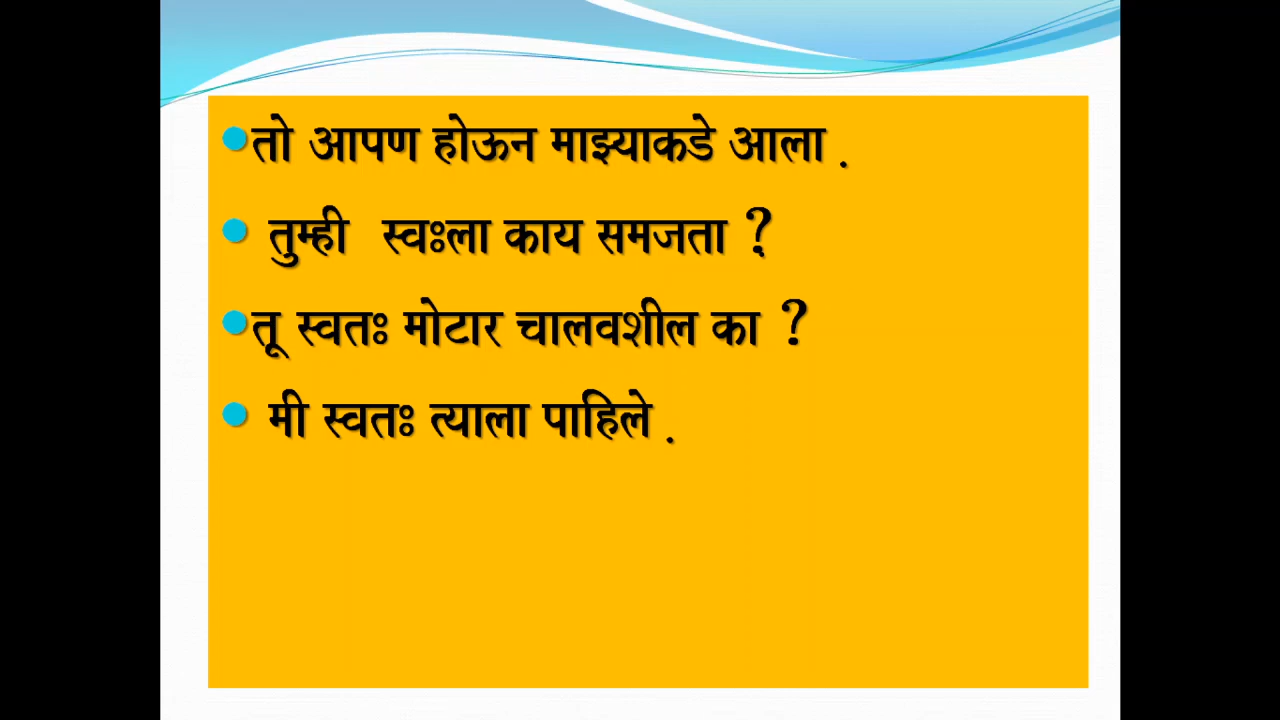 तो आपण होऊन माझ्याकडे आला .
तुम्ही स्वःला काय समजता ?
तू स्वतः मोटार चालवशील का ?
मी स्वतः त्याला पाहिले .